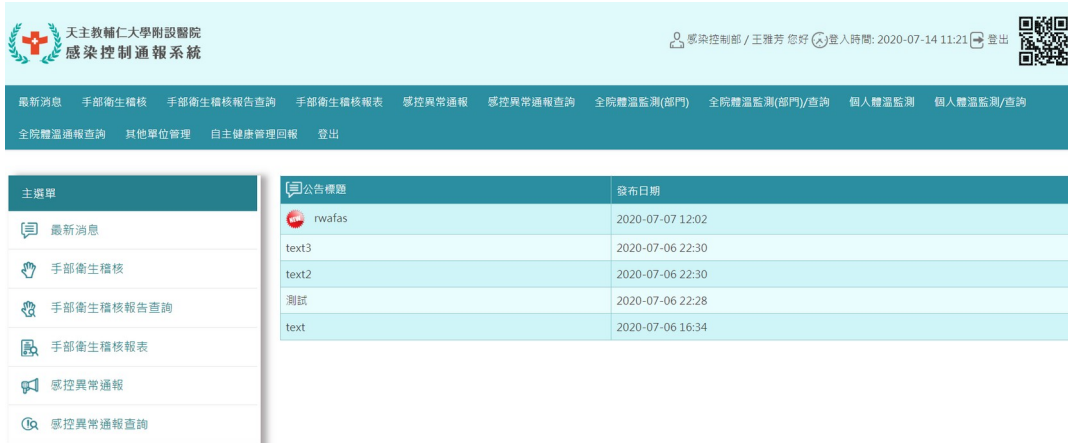 天主教輔仁大學附設醫院
感染控制通報系統
感染控制部 / 王雅芳 您好 登入時間: 2020-07-14 11:21 登出
最新消息 手部衛生稽核 手部衛生稽核報告查詢 手部衛生稽核報表 感控異常通報 感控異常通報查詢 全院體溫監測(部門) 全院體溫監測(部門)/查詢 個人體溫監測 個人體溫監測/查詢
全院體溫通報查詢 其他單位管理 自主健康管理回報 登出
主選單
最新消息
手部衛生稽核
手部衛生稽核報告查詢
手部衛生稽核報表
感控異常通報
感控異常通報查詢
公告標題 發布日期
NEW rwafas 2020-07-07 12:02
text3 2020-07-06 22:30
text2 2020-07-06 22:30
測試 2020-07-06 22:28
text 2020-07-06 16:34